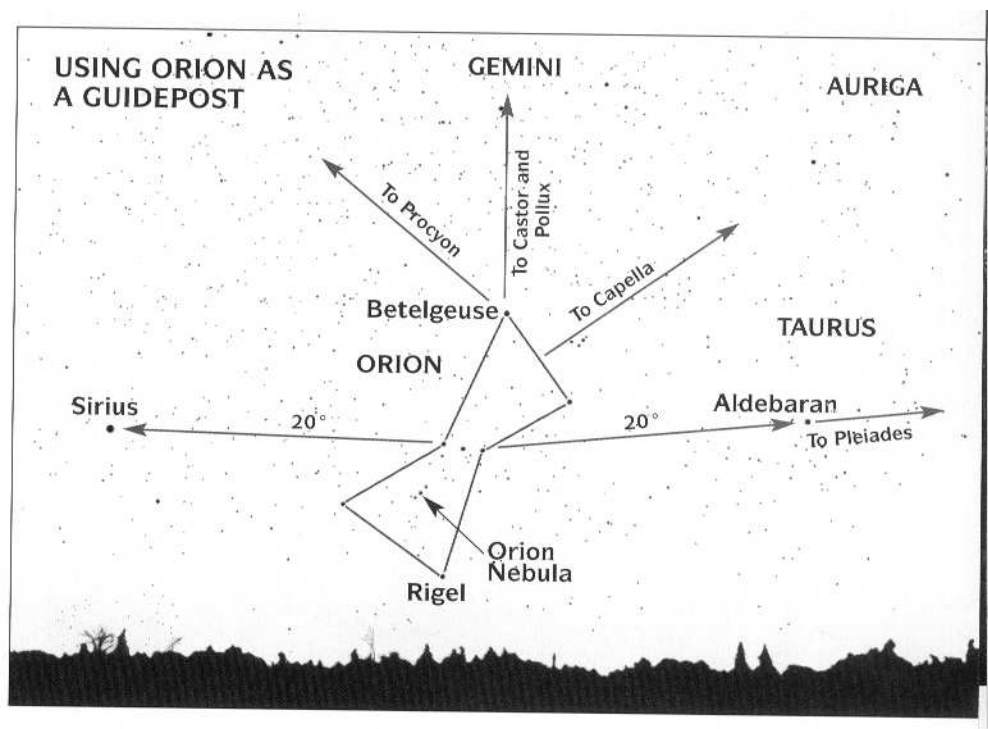 USING ORION AS
A GUIDEPOST
GEMINI
AURIGA
To Procyon
To Castor and
Pollux
To Capella
Betelgeuse
TAURUS
ORION
Sirius
20°
20°
Aldebaran
To Pleiades
Orion
Nebula
Rigel